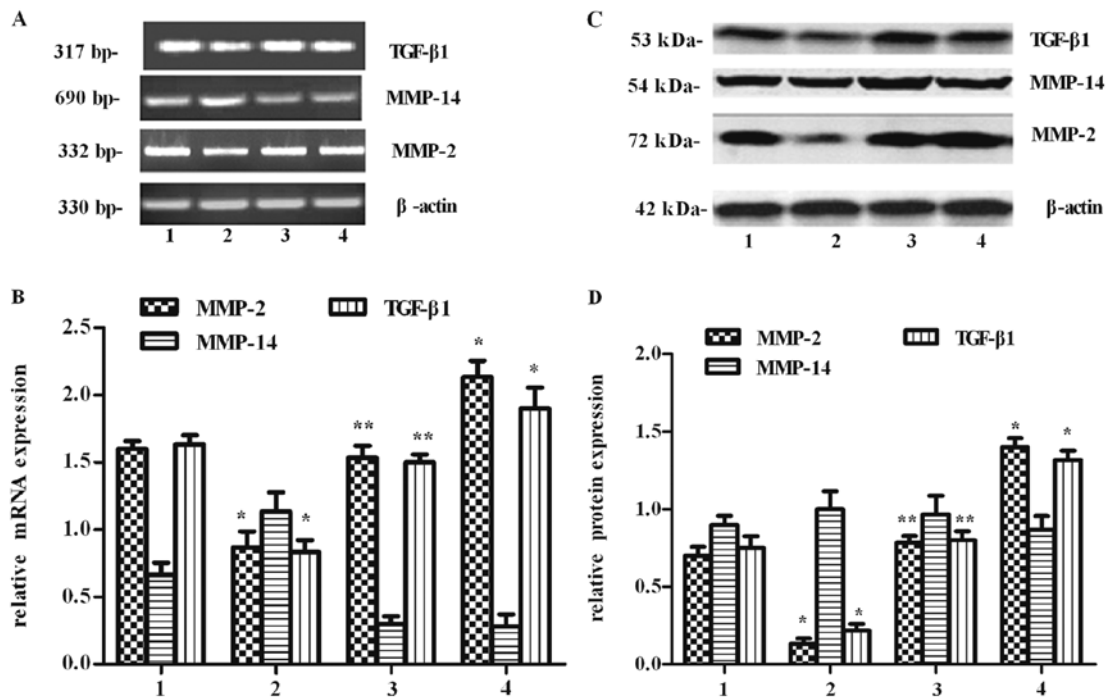 A
317 bp- TGF-β1
690 bp- MMP-14
332 bp- MMP-2
330 bp- β -actin
1 2 3 4
C
53 kDa- TGF-β1
54 kDa- MMP-14
72 kDa- MMP-2
42 kDa- β-actin
1 2 3 4
B
MMP-2 TGF-β1
MMP-14
relative mRNA expression
2.5
2.0
1.5
1.0
0.5
0.0
* * ** ** * *
1 2 3 4
D
MMP-2 TGF-β1
MMP-14
relative protein expression
2.0
1.5
1.0
0.5
0.0
* * ** ** * *
1 2 3 4